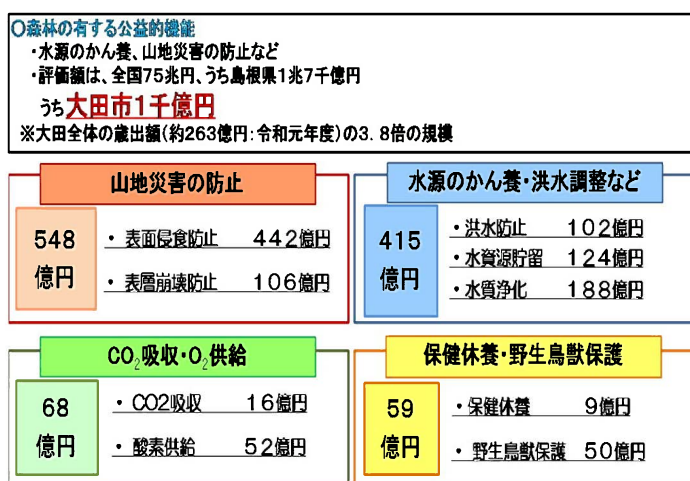 〇森林の有する公益的機能
・水源のかん養、山地災害の防止など
・評価額は、全国75兆円、うち島根県1兆7千億円
うち大田市1千億円
※大田全体の歳出額(約263億円:令和元年度)の3.8倍の規模
山地災害の防止
548億円
・表面侵食防止 442億円
・表層崩壊防止 106億円
水源のかん養・洪水調整など
415億円
・洪水防止 102億円
・水資源貯留 124億円
・水質浄化 188億円
CO₂吸収・O₂供給
68億円
・CO2吸収 16億円
・酸素供給 52億円
保健休養・野生鳥獣保護
59億円
・保健休養 9億円
・野生鳥獣保護 50億円